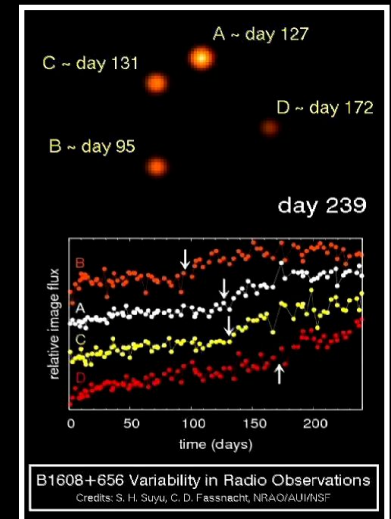 A ~ day 127
C ~ day 131
D ~ day 172
B ~ day 95
day 239
B
A
C
D
relative image flux
0 50 100 150 200
time (days)
B1608+656 Variability in Radio Observations
Credits: S. H. Suyu, C. D. Fassnacht, NRAO/AUI/NSF